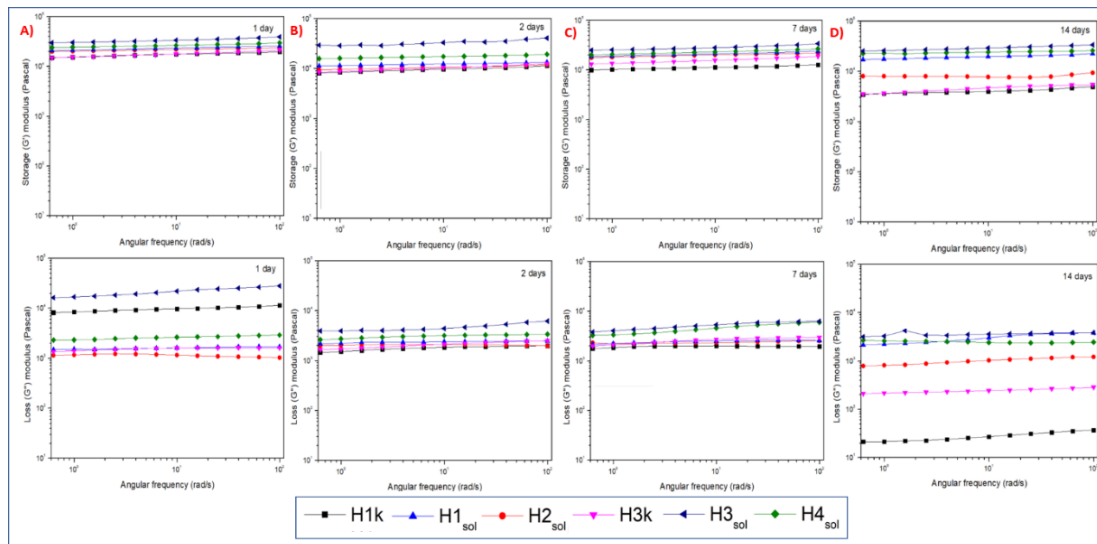 A)
1 day
Storage (G') modulus (Pascal)
Angular frequency (rad/s)
B)
2 days
Storage (G') modulus (Pascal)
Angular frequency (rad/s)
C)
7 days
Storage (G') modulus (Pascal)
Angular frequency (rad/s)
D)
14 days
Storage (G') modulus (Pascal)
Angular frequency (rad/s)
1 day
Loss (G'') modulus (Pascal)
Angular frequency (rad/s)
2 days
Loss (G'') modulus (Pascal)
Angular frequency (rad/s)
7 days
Loss (G'') modulus (Pascal)
Angular frequency (rad/s)
14 days
Loss (G'') modulus (Pascal)
Angular frequency (rad/s)
H1k H1sol H2sol H3k H3sol H4sol